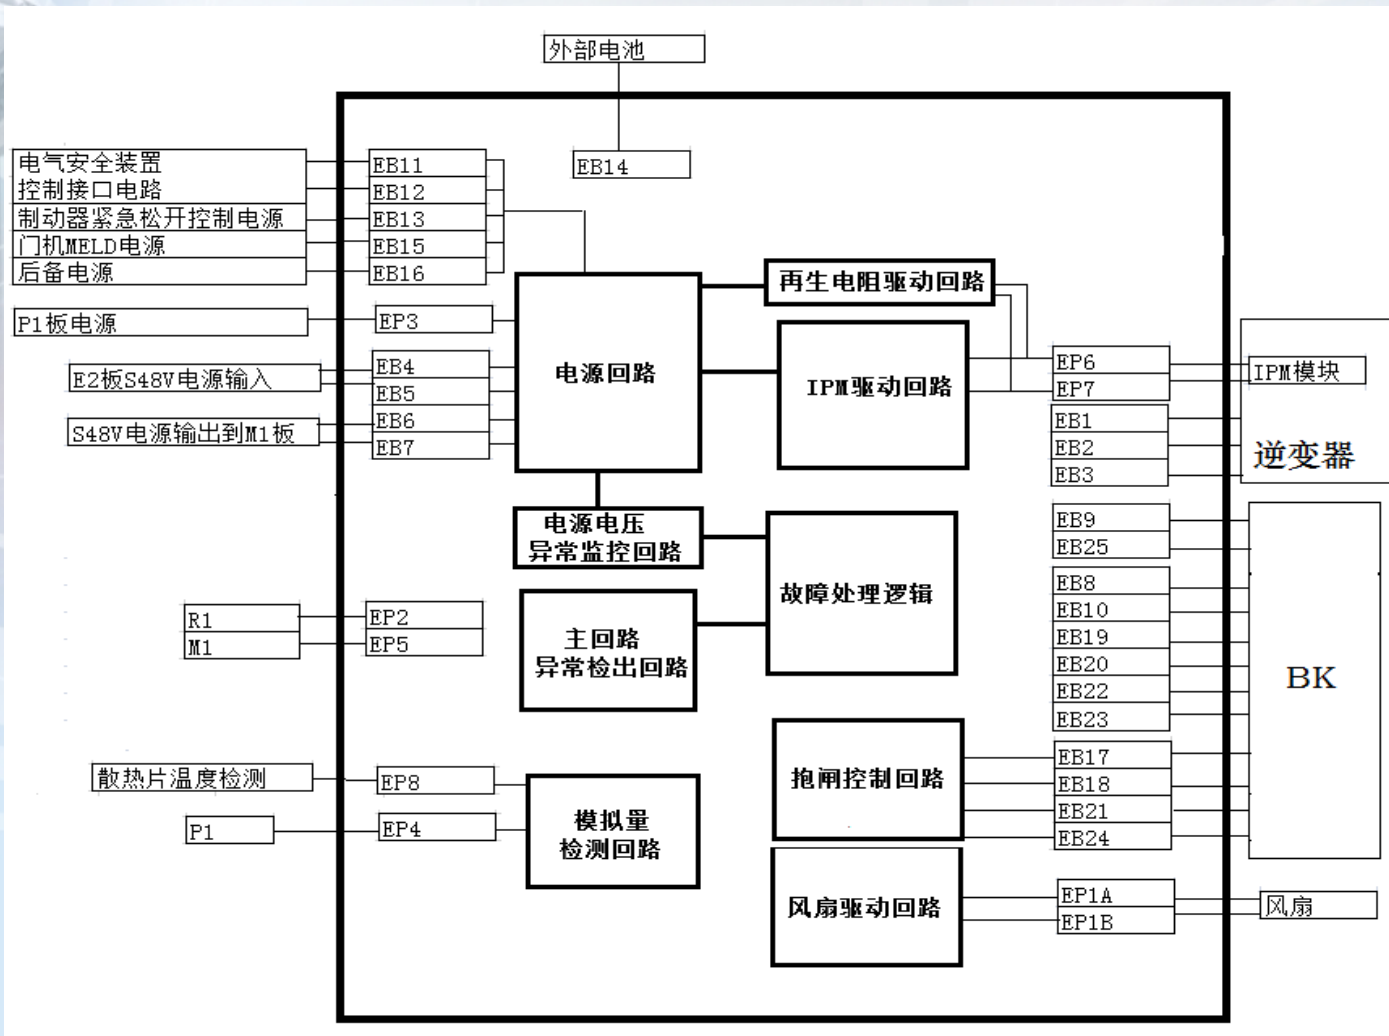 外部电池
EB14
电气安全装置
控制接口电路
制动器紧急松开控制电源
门机MELD电源
后备电源
EB11
EB12
EB13
EB15
EB16
P1板电源
EP3
E2板S48V电源输入
S48V电源输出到M1板
EB4
EB5
EB6
EB7
电源回路
再生电阻驱动回路
IPM驱动回路
EP6
EP7
IPM模块
EB1
EB2
EB3
逆变器
电源电压
异常监控回路
故障处理逻辑
主回路
异常检出回路
R1
M1
EP2
EP5
EB9
EB25
EB8
EB10
EB19
EB20
EB22
EB23
BK
散热片温度检测
EP8
P1
EP4
模拟量
检测回路
抱闸控制回路
EB17
EB18
EB21
EB24
风扇驱动回路
EP1A
EP1B
风扇